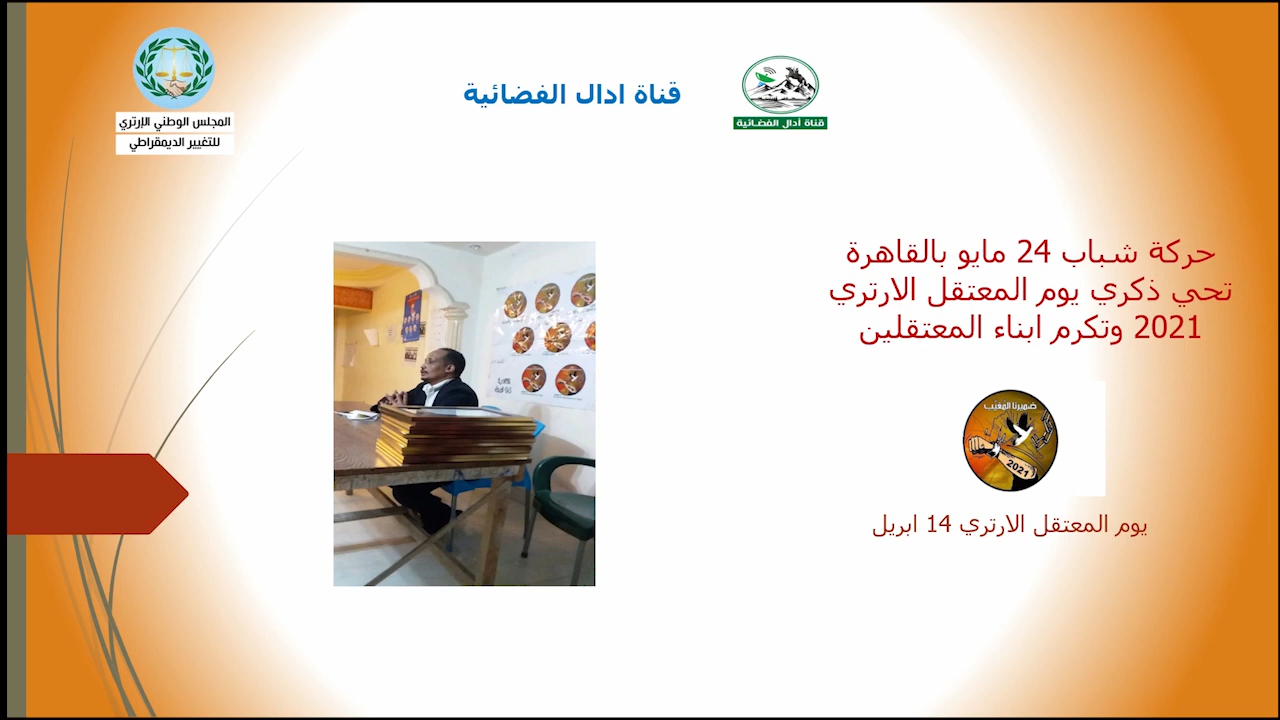 المجلس الوطني الإرتري
للتغيير الديمقراطي
قناة ادال الفضائية
قناة أدال الفضائية
حركة شباب 24 مايو بالقاهرة
تحي ذكري يوم المعتقل الارتري
2021 وتكرم ابناء المعتقلين
ضميرنا المغيب
2021
يوم المعتقل الارتري 14 ابريل